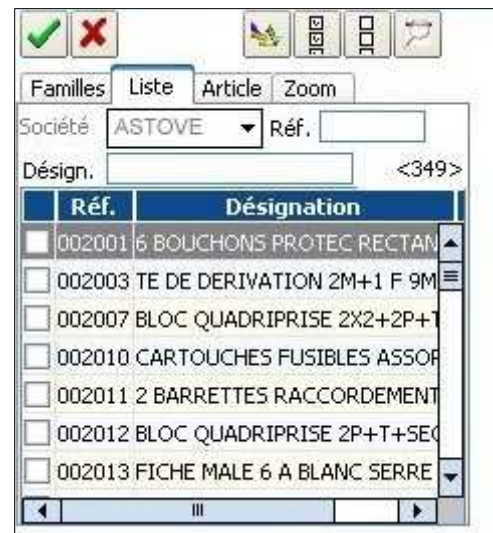 Familles Liste Article Zoom
Société ASTOVE Réf.
Désign. <349>
Réf. Désignation
002001 6 BOUCHONS PROTEC RECTAN
002003 TE DE DERIVATION 2M+1 F 9M
002007 BLOC QUADRIPRISE 2X2+2P+T
002010 CARTOUCHES FUSIBLES ASSOR
002011 2 BARRETTES RACCORDEMENT
002012 BLOC QUADRIPRISE 2P+T+SEC
002013 FICHE MALE 6 A BLANC SERRE